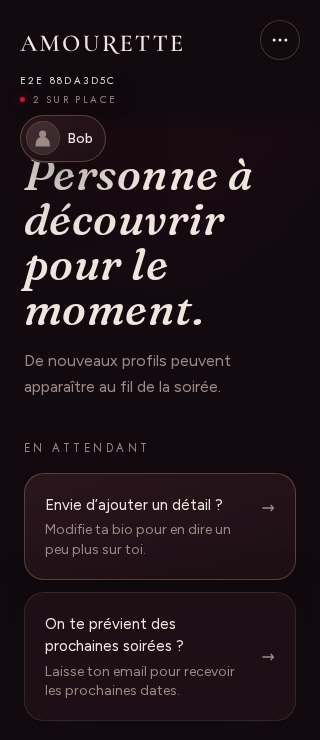 AMOURETTE
E2E 88DA3D5C
2 SUR PLACE
Bob
Personne à
découvrir
pour le
moment.
De nouveaux profils peuvent
apparaître au fil de la soirée.
EN ATTENDANT
Envie d’ajouter un détail ?
→
Modifie ta bio pour en dire un
peu plus sur toi.
On te prévient des
prochaines soirées ?
→
Laisse ton email pour recevoir
les prochaines dates.